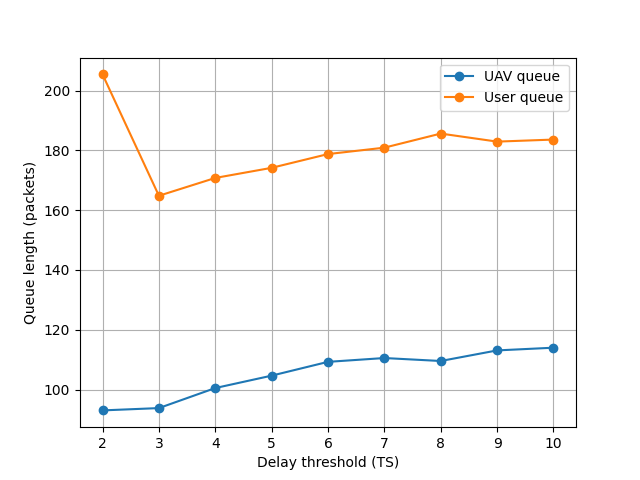 UAV queue
User queue
200
180
160
140
120
100
Queue length (packets)
2 3 4 5 6 7 8 9 10
Delay threshold (TS)